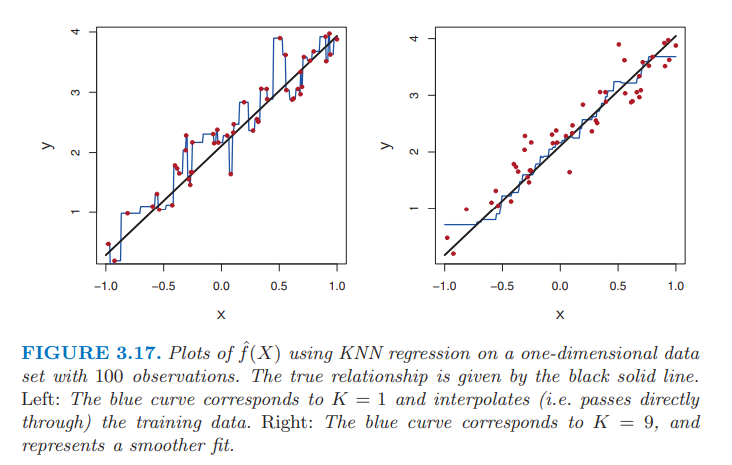 y
4
3
2
1
−1.0 −0.5 0.0 0.5 1.0
x
y
4
3
2
1
−1.0 −0.5 0.0 0.5 1.0
x
FIGURE 3.17. Plots of f̂(X) using KNN regression on a one-dimensional data
set with 100 observations. The true relationship is given by the black solid line.
Left: The blue curve corresponds to K = 1 and interpolates (i.e. passes directly
through) the training data. Right: The blue curve corresponds to K = 9, and
represents a smoother fit.